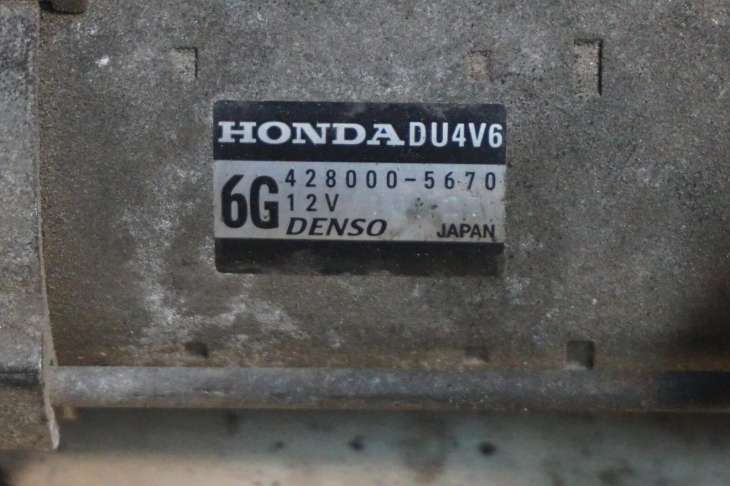 HONDA DU4V6
6G 428000-5670
12V
DENSO JAPAN